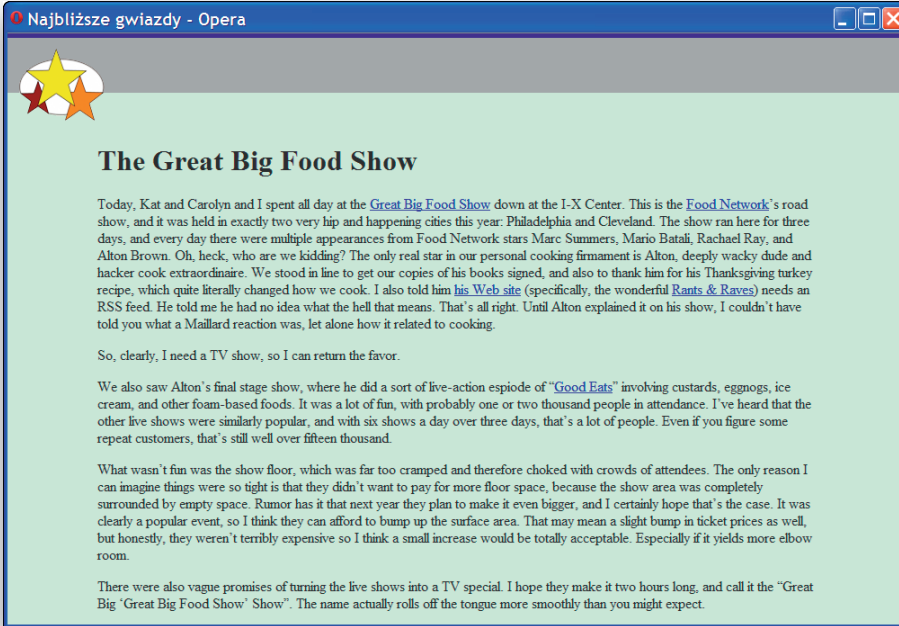 Najbliższe gwiazdy - Opera
The Great Big Food Show
Today, Kat and Carolyn and I spent all day at the Great Big Food Show down at the I-X Center. This is the Food Network's road
show, and it was held in exactly two very hip and happening cities this year: Philadelphia and Cleveland. The show ran here for three
days, and every day there were multiple appearances from Food Network stars Marc Summers, Mario Batali, Rachael Ray, and
Alton Brown. Oh, heck, who are we kidding? The only real star in our personal cooking firmament is Alton, deeply wacky dude and
hacker cook extraordinaire. We stood in line to get our copies of his books signed, and also to thank him for his Thanksgiving turkey
recipe, which quite literally changed how we cook. I also told him his Web site (specifically, the wonderful Rants & Raves) needs an
RSS feed. He told me he had no idea what the hell that means. That's all right. Until Alton explained it on his show, I couldn't have
told you what a Maillard reaction was, let alone how it related to cooking.
So, clearly, I need a TV show, so I can return the favor.
We also saw Alton's final stage show, where he did a sort of live-action espiode of “Good Eats” involving custards, eggnogs, ice
cream, and other foam-based foods. It was a lot of fun, with probably one or two thousand people in attendance. I've heard that the
other live shows were similarly popular, and with six shows a day over three days, that's a lot of people. Even if you figure some
repeat customers, that's still well over fifteen thousand.
What wasn't fun was the show floor, which was far too cramped and therefore choked with crowds of attendees. The only reason I
can imagine things were so tight is that they didn't want to pay for more floor space, because the show area was completely
surrounded by empty space. Rumor has it that next year they plan to make it even bigger, and I certainly hope that's the case. It was
clearly a popular event, so I think they can afford to bump up the surface area. That may mean a slight bump in ticket prices as well,
but honestly, they weren't terribly expensive so I think a small increase would be totally acceptable. Especially if it yields more elbow
room.
There were also vague promises of turning the live shows into a TV special. I hope they make it two hours long, and call it the “Great
Big ‘Great Big Food Show’ Show”. The name actually rolls off the tongue more smoothly than you might expect.